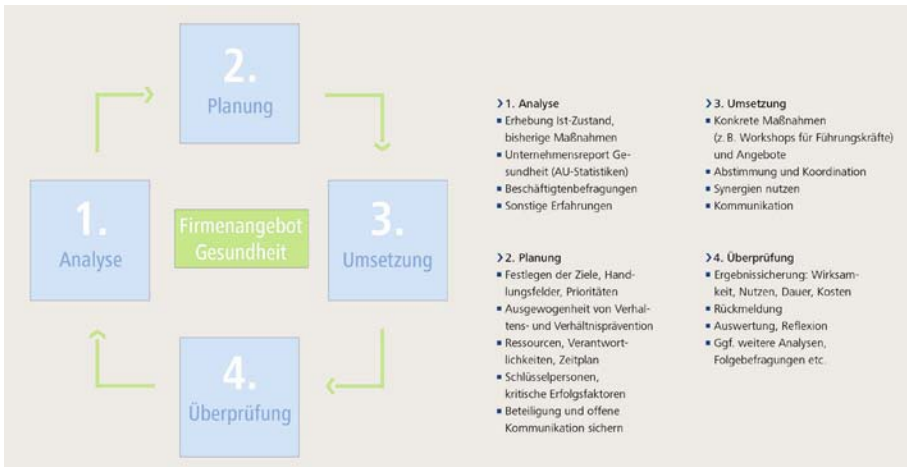 2.
Planung
1.
Analyse
Firmenangebot
Gesundheit
3.
Umsetzung
4.
Überprüfung
› 1. Analyse
▪ Erhebung Ist-Zustand,
bisherige Maßnahmen
▪ Unternehmensreport Ge-
sundheit (AU-Statistiken)
▪ Beschäftigtenbefragungen
▪ Sonstige Erfahrungen
› 2. Planung
▪ Festlegen der Ziele, Hand-
lungsfelder, Prioritäten
▪ Ausgewogenheit von Verhal-
tens- und Verhältnisprävention
▪ Ressourcen, Verantwort-
lichkeiten, Zeitplan
▪ Schlüsselpersonen,
kritische Erfolgsfaktoren
▪ Beteiligung und offene
Kommunikation sichern
› 3. Umsetzung
▪ Konkrete Maßnahmen
(z. B. Workshops für Führungskräfte)
und Angebote
▪ Abstimmung und Koordination
▪ Synergien nutzen
▪ Kommunikation
› 4. Überprüfung
▪ Ergebnissicherung: Wirksam-
keit, Nutzen, Dauer, Kosten
▪ Rückmeldung
▪ Auswertung, Reflexion
▪ Ggf. weitere Analysen,
Folgebefragungen etc.